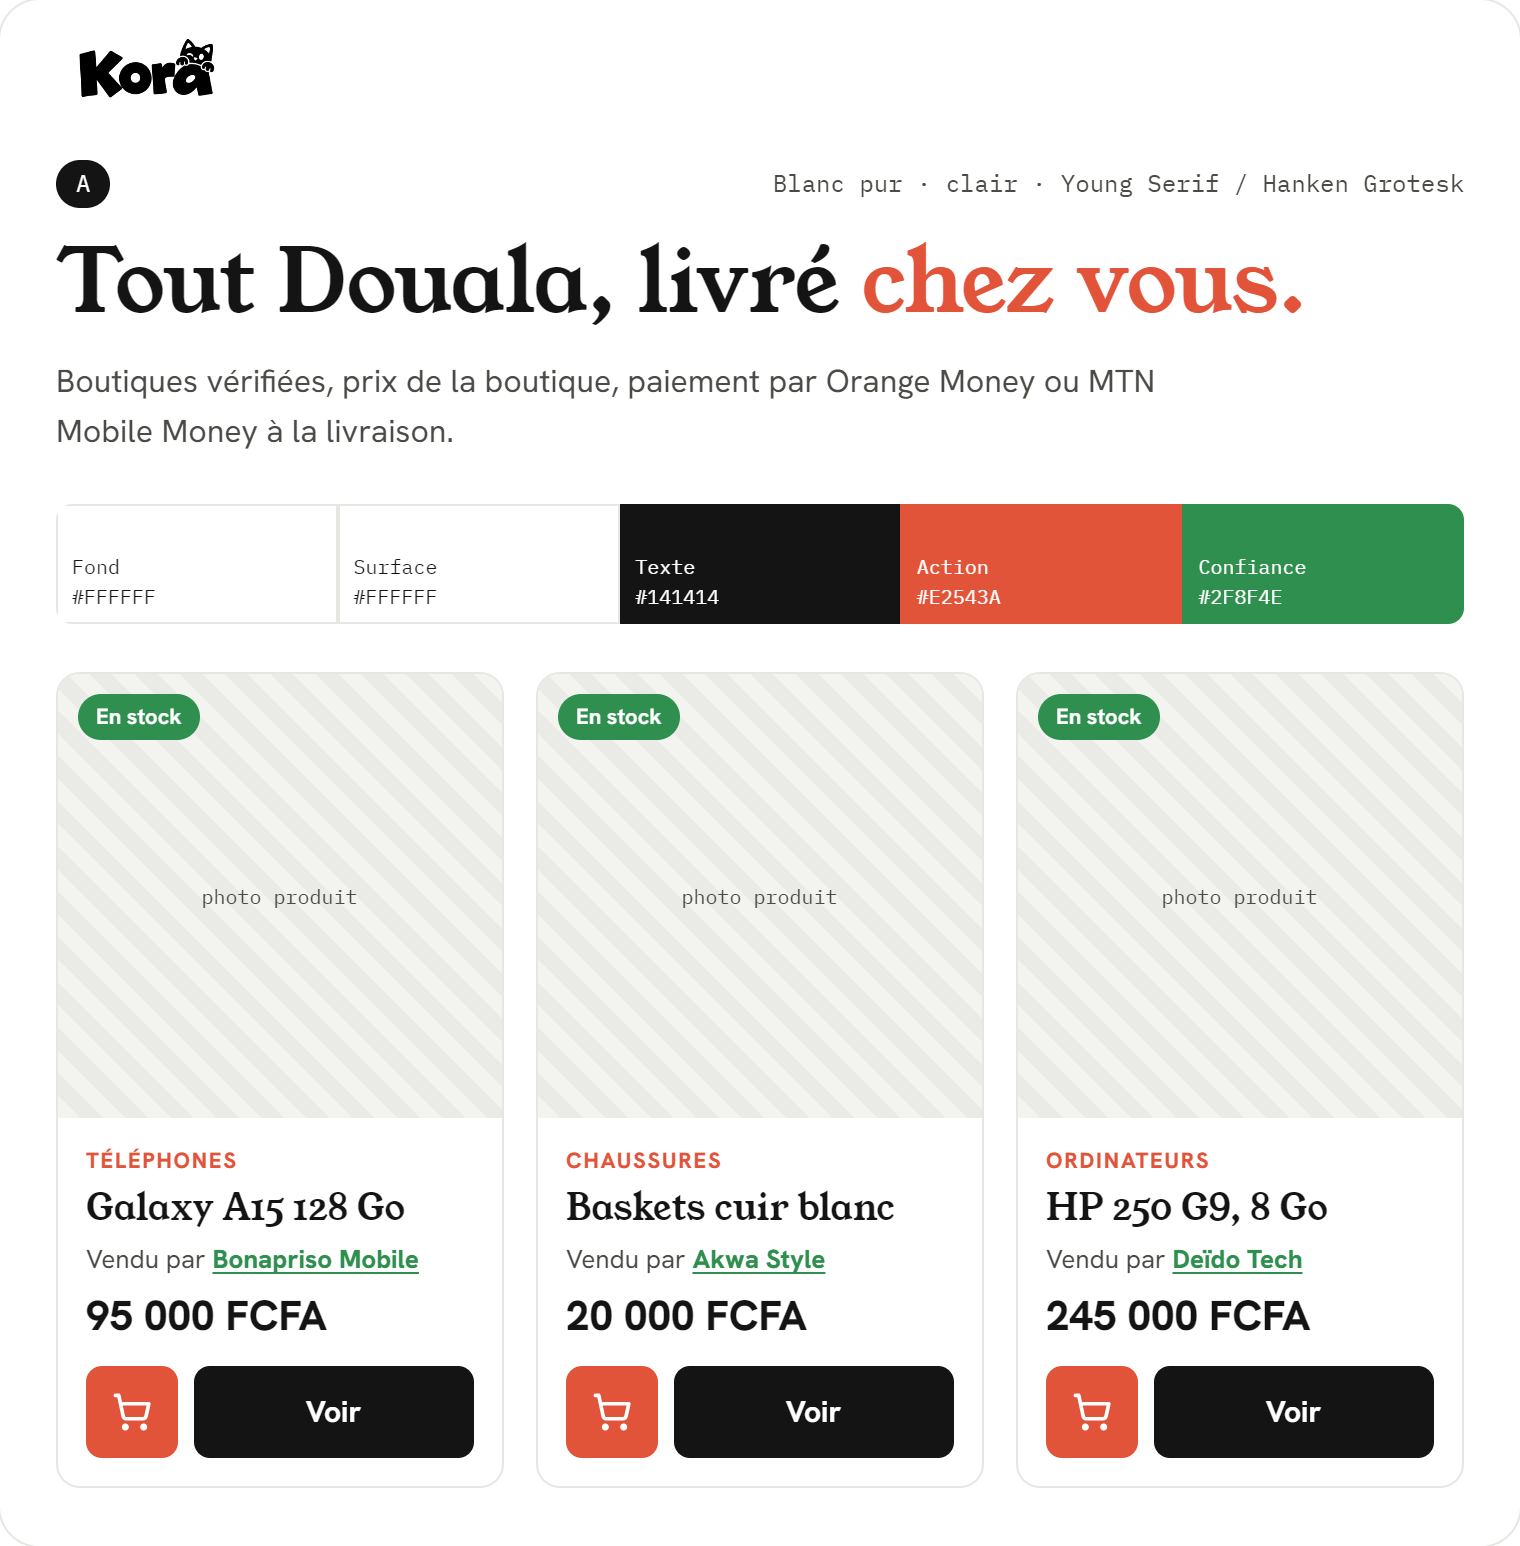 Kora
A
Blanc pur · clair · Young Serif / Hanken Grotesk
Tout Douala, livré chez vous.
Boutiques vérifiées, prix de la boutique, paiement par Orange Money ou MTN
Mobile Money à la livraison.
Fond
#FFFFFF
Surface
#FFFFFF
Texte
#141414
Action
#E2543A
Confiance
#2F8F4E
En stock
photo produit
TÉLÉPHONES
Galaxy A15 128 Go
Vendu par Bonapriso Mobile
95 000 FCFA
Voir
En stock
photo produit
CHAUSSURES
Baskets cuir blanc
Vendu par Akwa Style
20 000 FCFA
Voir
En stock
photo produit
ORDINATEURS
HP 250 G9, 8 Go
Vendu par Deïdo Tech
245 000 FCFA
Voir